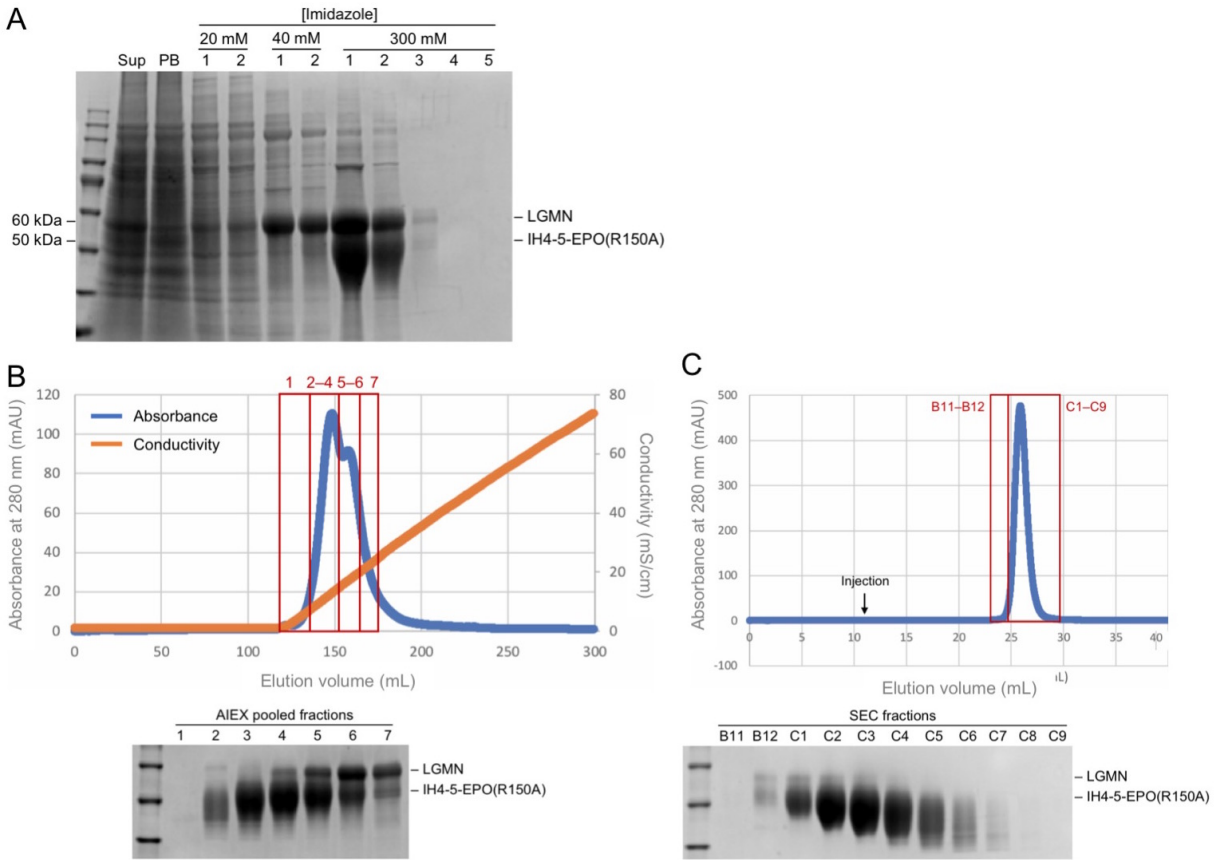 A
[Imidazole]
20 mM 40 mM 300 mM
Sup PB 1 2 1 2 1 2 3 4 5
60 kDa – – LGMN
50 kDa – – IH4-5-EPO(R150A)
B
1 2–4 5–6 7
120 80
Absorbance
Conductivity
100
80 60
60 40
40
20 20
0 0
Absorbance at 280 nm (mAU)
Conductivity (mS/cm)
0 50 100 150 200 250 300
Elution volume (mL)
AIEX pooled fractions
1 2 3 4 5 6 7
– LGMN
– IH4-5-EPO(R150A)
C
500
B11–B12 C1–C9
400
300
200
100
Injection
0
-100
Absorbance at 280 nm (mAU)
0 5 10 15 20 25 30 35 40
ıL)
Elution volume (mL)
SEC fractions
B11 B12 C1 C2 C3 C4 C5 C6 C7 C8 C9
– LGMN
– IH4-5-EPO(R150A)